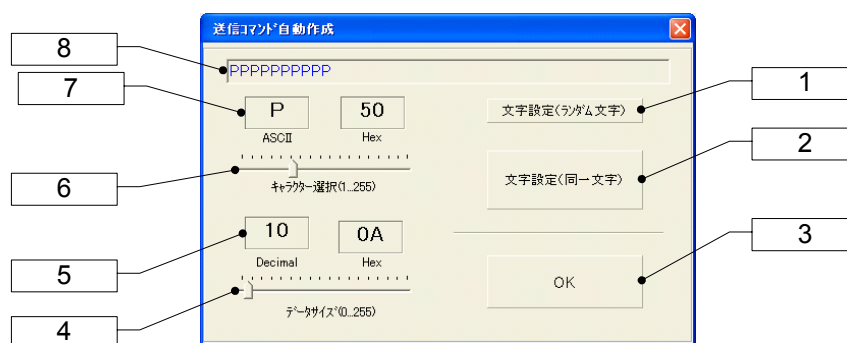 送信ｺﾏﾝﾄﾞ自動作成
8
PPPPPPPPPP
7
1
P
50
文字設定(ﾗﾝﾀﾞﾑ文字)
ASCII
Hex
2
6
文字設定(同一文字)
ｷｬﾗｸﾀｰ選択(1...255)
10
0A
3
5
Decimal
Hex
OK
4
ﾃﾞｰﾀｻｲｽﾞ(0...255)